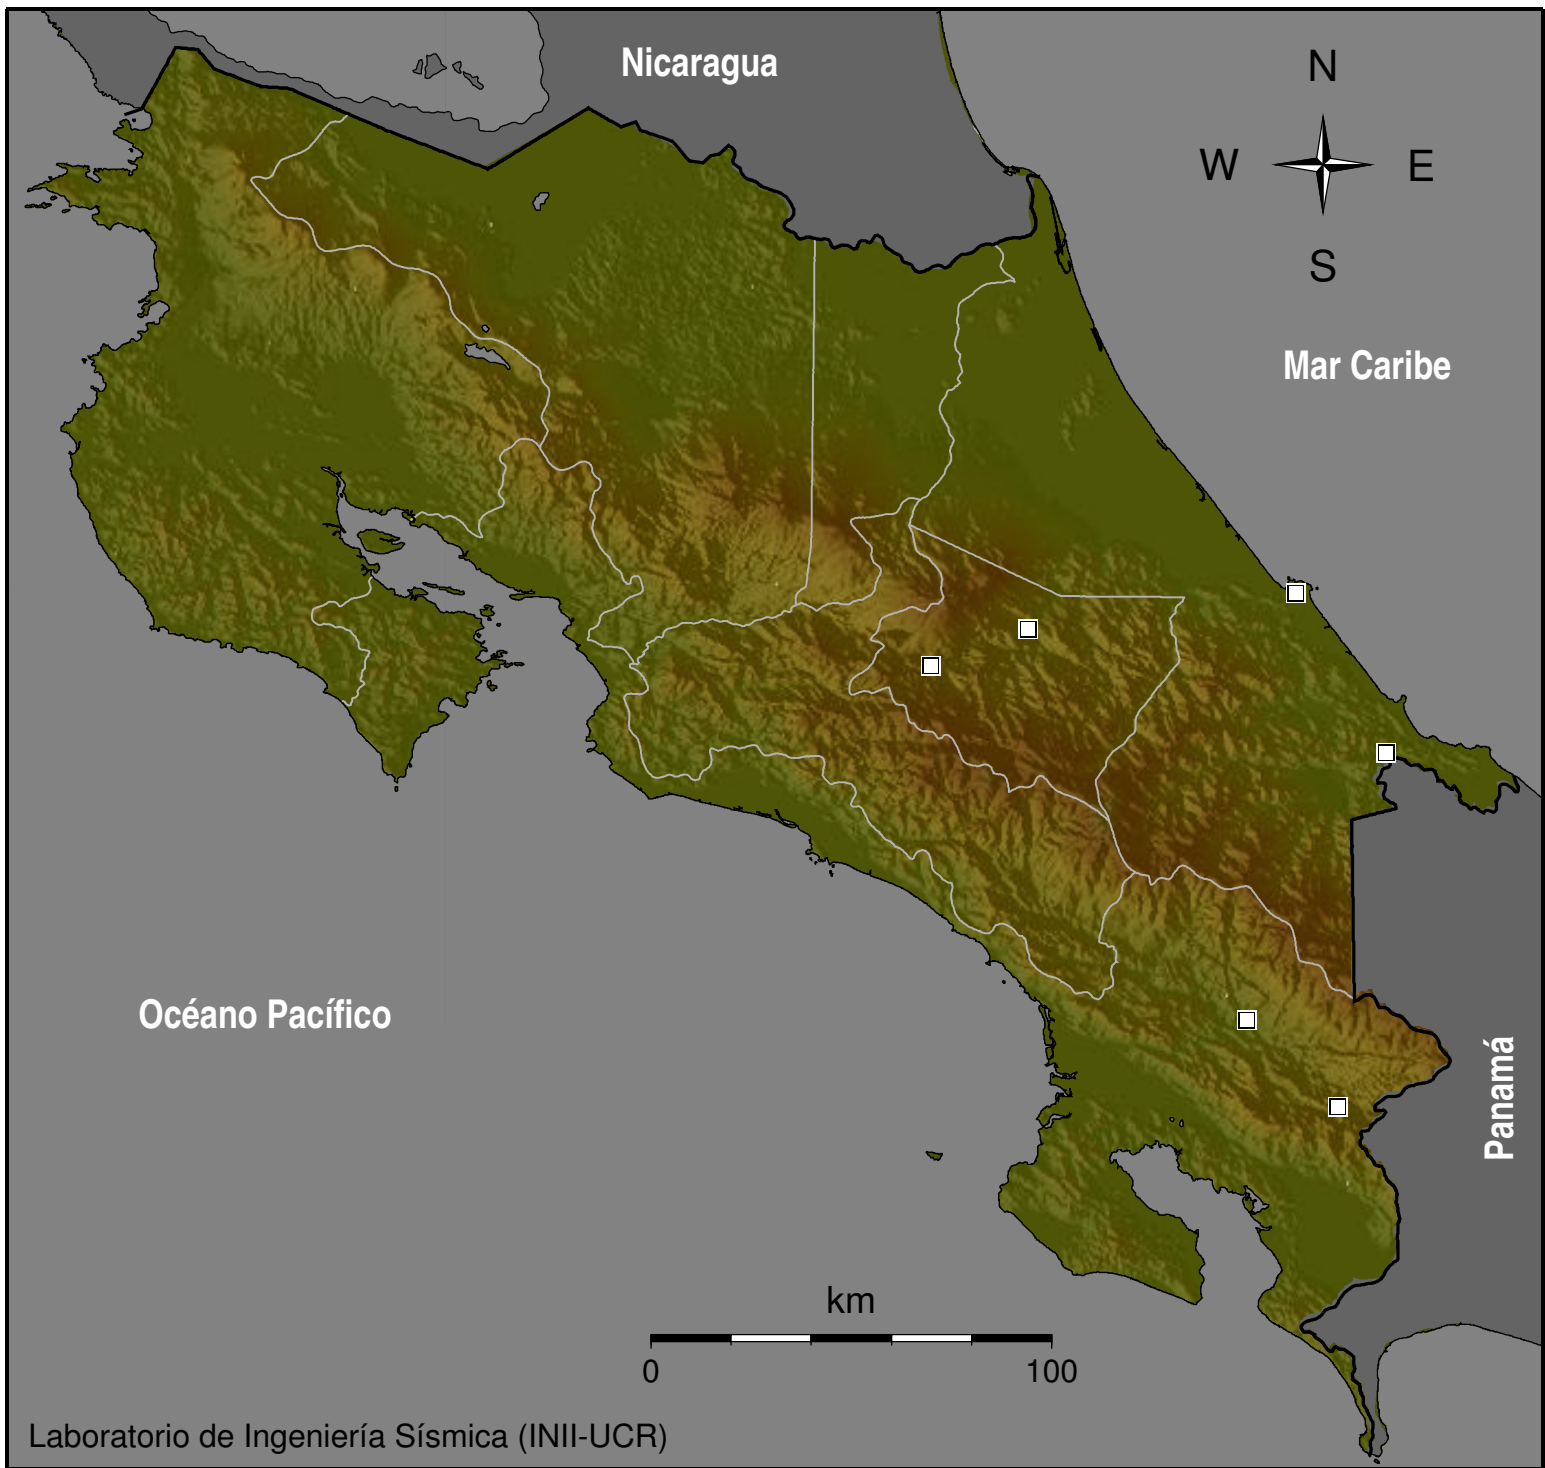 Nicaragua
N
W
E
S
Mar Caribe
Océano Pacífico
Panamá
km
0
100
Laboratorio de Ingeniería Sísmica (INII-UCR)